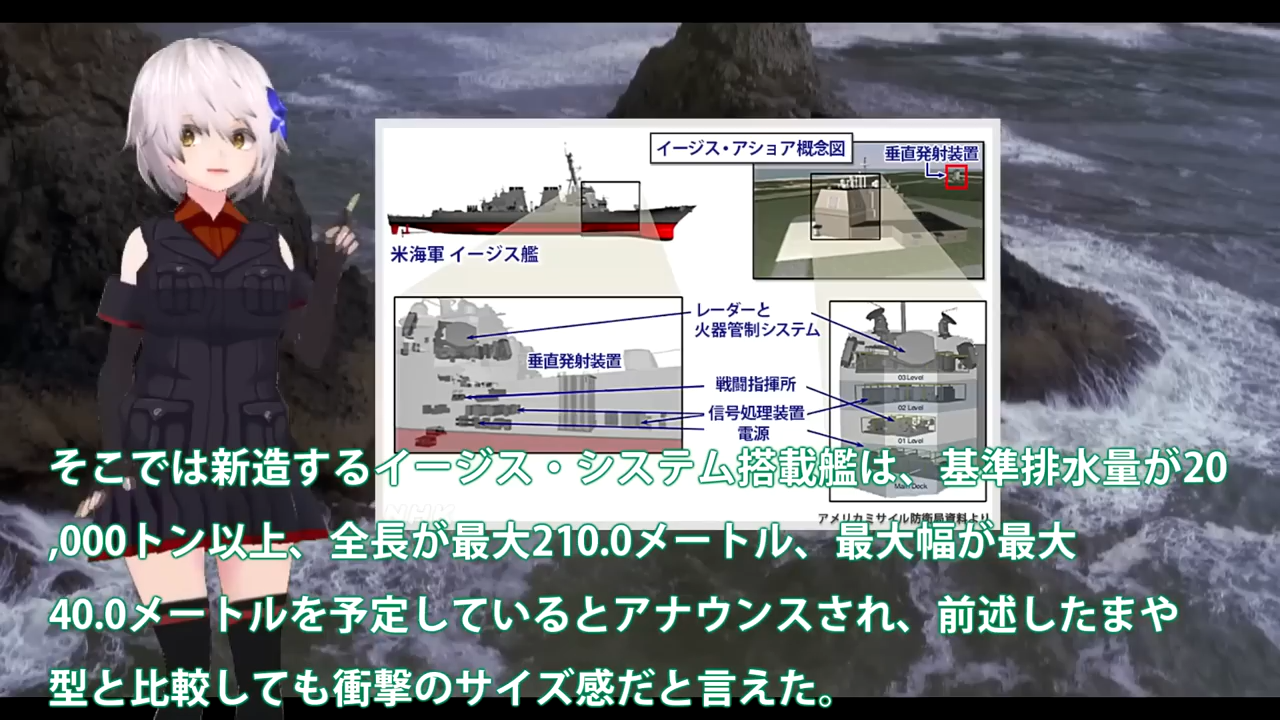 イージス・アショア概念図
垂直発射装置
米海軍 イージス艦
レーダーと
火器管制システム
垂直発射装置
戦闘指揮所
信号処理装置
電源
03 Level
02 Level
01 Level
Main Deck
NHK
アメリカミサイル防衛局資料より
そこでは新造するイージス・システム搭載艦は、基準排水量が20
,000トン以上、全長が最大210.0メートル、最大幅が最大
40.0メートルを予定しているとアナウンスされ、前述したまや
型と比較しても衝撃のサイズ感だと言えた。